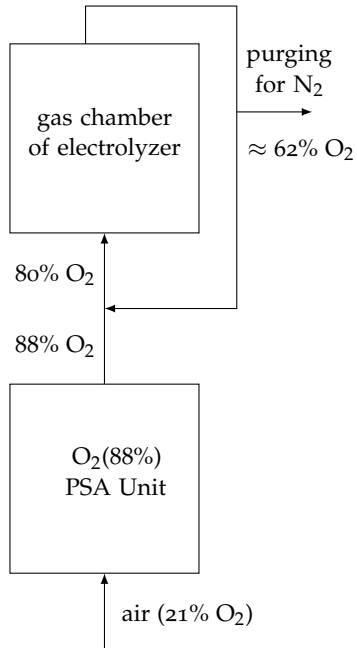 purging
for N₂
gas chamber
of electrolyzer
≈ 62% O₂
80% O₂
88% O₂
O₂(88%)
PSA Unit
air (21% O₂)